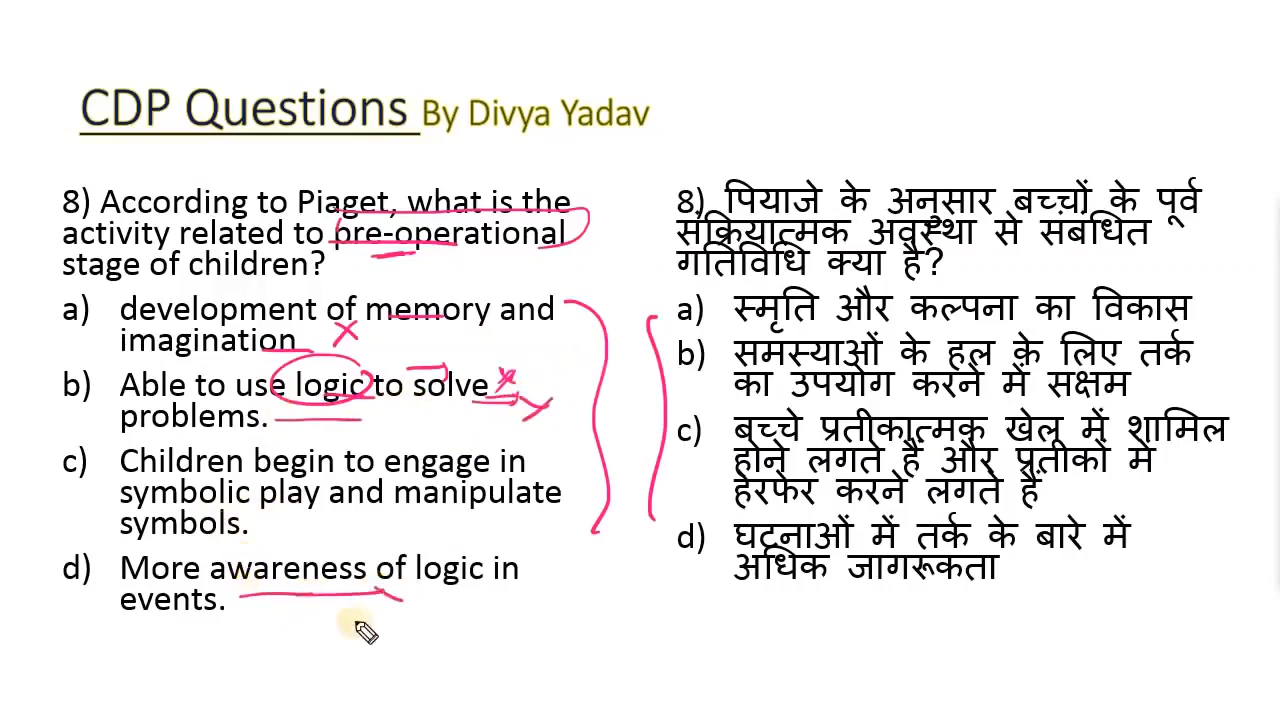 CDP Questions By Divya Yadav
8) According to Piaget, what is the
activity related to pre-operational
stage of children?
a) development of memory and
imagination
b) Able to use logic to solve
problems.
c) Children begin to engage in
symbolic play and manipulate
symbols.
d) More awareness of logic in
events.
8) पियाजे के अनुसार बच्चों के पूर्व
संक्रियात्मक अवस्था से संबंधित
गतिविधि क्या है?
a) स्मृति और कल्पना का विकास
b) समस्याओं के हल के लिए तर्क
का उपयोग करने में सक्षम
c) बच्चे प्रतीकात्मक खेल में शामिल
होने लगते हैं और प्रतीकों में
हेरफेर करने लगते हैं
d) घटनाओं में तर्क के बारे में
अधिक जागरूकता